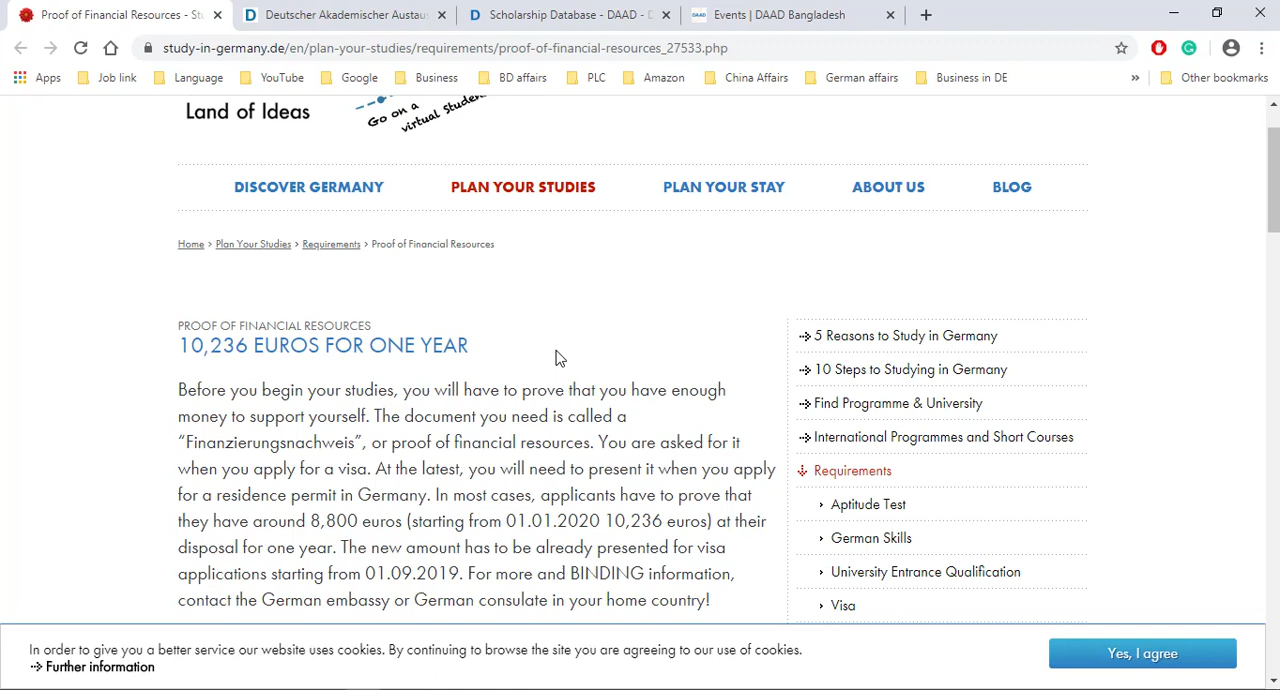 Proof of Financial Resources - Stu
Deutscher Akademischer Austaus
Scholarship Database - DAAD - D
Events | DAAD Bangladesh
study-in-germany.de/en/plan-your-studies/requirements/proof-of-financial-resources_27533.php
Apps Job link Language YouTube Google Business BD affairs PLC Amazon China Affairs German affairs Business in DE » Other bookmarks
Land of Ideas
Go on a
virtual Student
DISCOVER GERMANY PLAN YOUR STUDIES PLAN YOUR STAY ABOUT US BLOG
Home > Plan Your Studies > Requirements > Proof of Financial Resources
PROOF OF FINANCIAL RESOURCES
10,236 EUROS FOR ONE YEAR
Before you begin your studies, you will have to prove that you have enough
money to support yourself. The document you need is called a
“Finanzierungsnachweis”, or proof of financial resources. You are asked for it
when you apply for a visa. At the latest, you will need to present it when you apply
for a residence permit in Germany. In most cases, applicants have to prove that
they have around 8,800 euros (starting from 01.01.2020 10,236 euros) at their
disposal for one year. The new amount has to be already presented for visa
applications starting from 01.09.2019. For more and BINDING information,
contact the German embassy or German consulate in your home country!
5 Reasons to Study in Germany
10 Steps to Studying in Germany
Find Programme & University
International Programmes and Short Courses
Requirements
Aptitude Test
German Skills
University Entrance Qualification
Visa
In order to give you a better service our website uses cookies. By continuing to browse the site you are agreeing to our use of cookies.
Further information
Yes, I agree